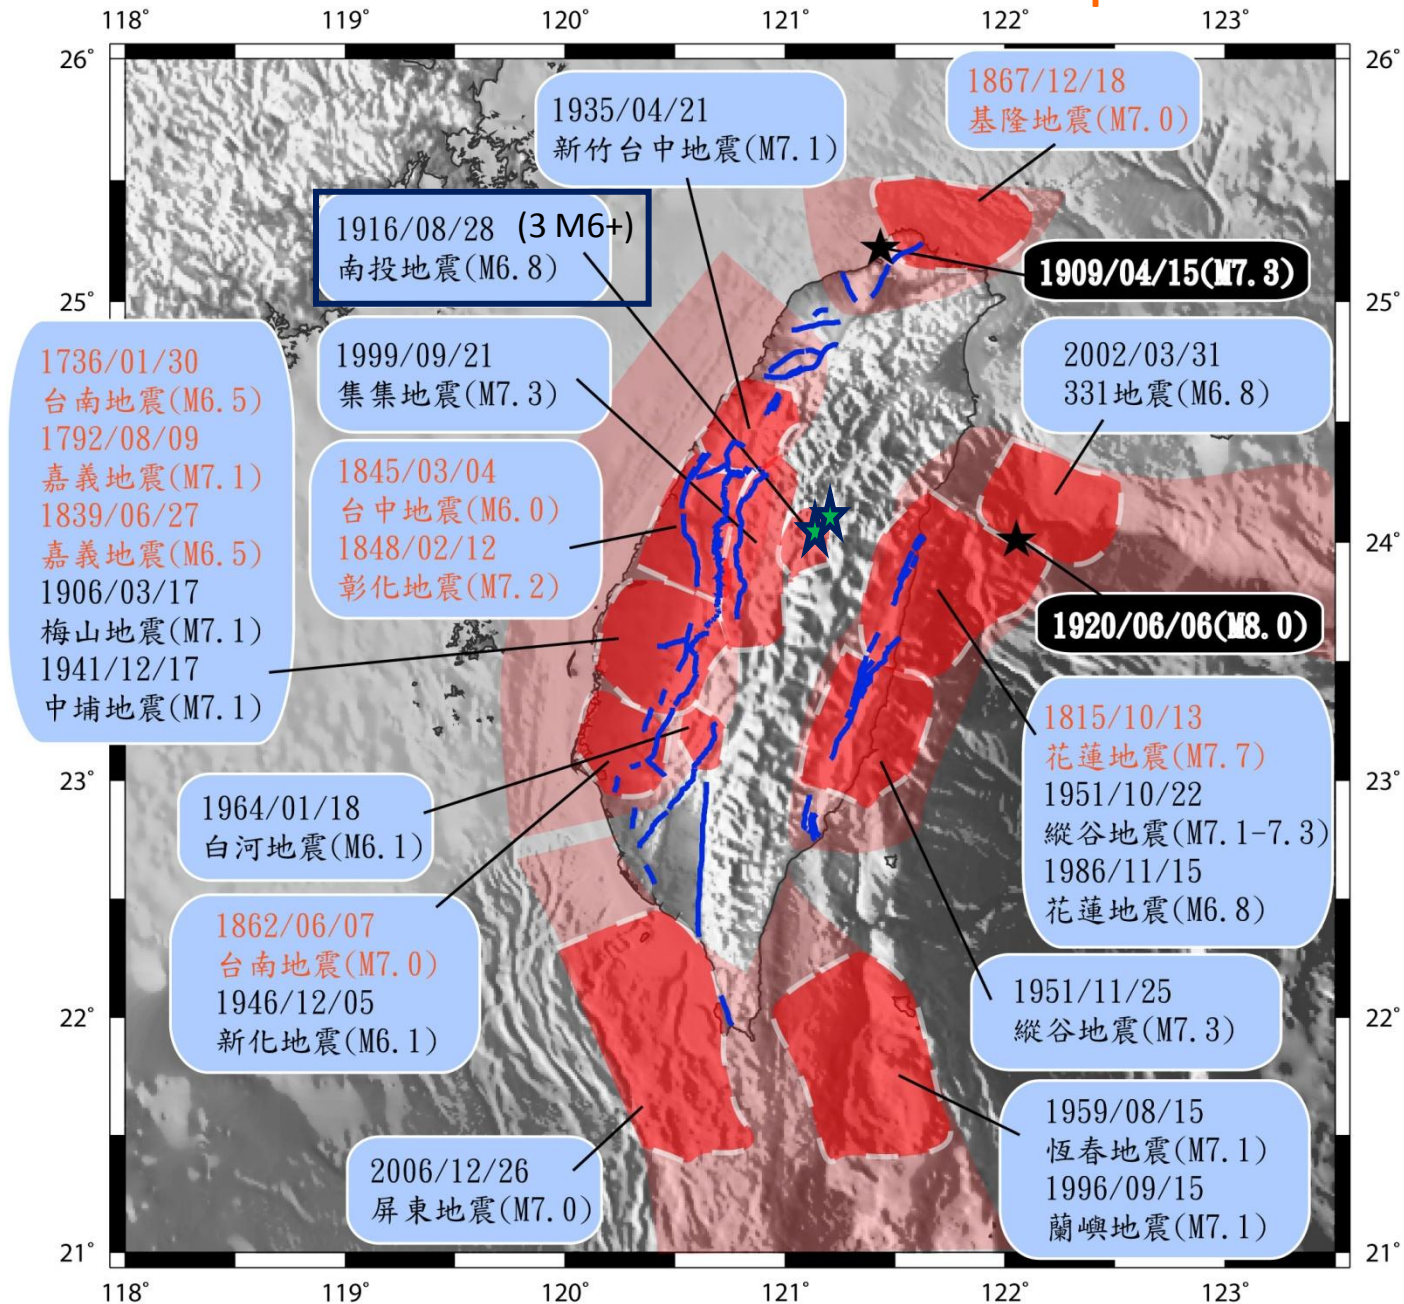 118° 119° 120° 121° 122° 123°
26° 26°
1867/12/18
基隆地震(M7.0)
1935/04/21
新竹台中地震(M7.1)
1916/08/28 (3 M6+)
南投地震(M6.8)
1909/04/15(M7.3)
25° 25°
1999/09/21
集集地震(M7.3)
2002/03/31
331地震(M6.8)
1736/01/30
台南地震(M6.5)
1792/08/09
嘉義地震(M7.1)
1839/06/27
嘉義地震(M6.5)
1906/03/17
梅山地震(M7.1)
1941/12/17
中埔地震(M7.1)
1845/03/04
台中地震(M6.0)
1848/02/12
彰化地震(M7.2)
24° 24°
1920/06/06(M8.0)
1815/10/13
花蓮地震(M7.7)
1951/10/22
縱谷地震(M7.1-7.3)
1986/11/15
花蓮地震(M6.8)
23° 23°
1964/01/18
白河地震(M6.1)
1862/06/07
台南地震(M7.0)
1946/12/05
新化地震(M6.1)
1951/11/25
縱谷地震(M7.3)
22° 22°
1959/08/15
恆春地震(M7.1)
1996/09/15
蘭嶼地震(M7.1)
2006/12/26
屏東地震(M7.0)
21° 21°
118° 119° 120° 121° 122° 123°